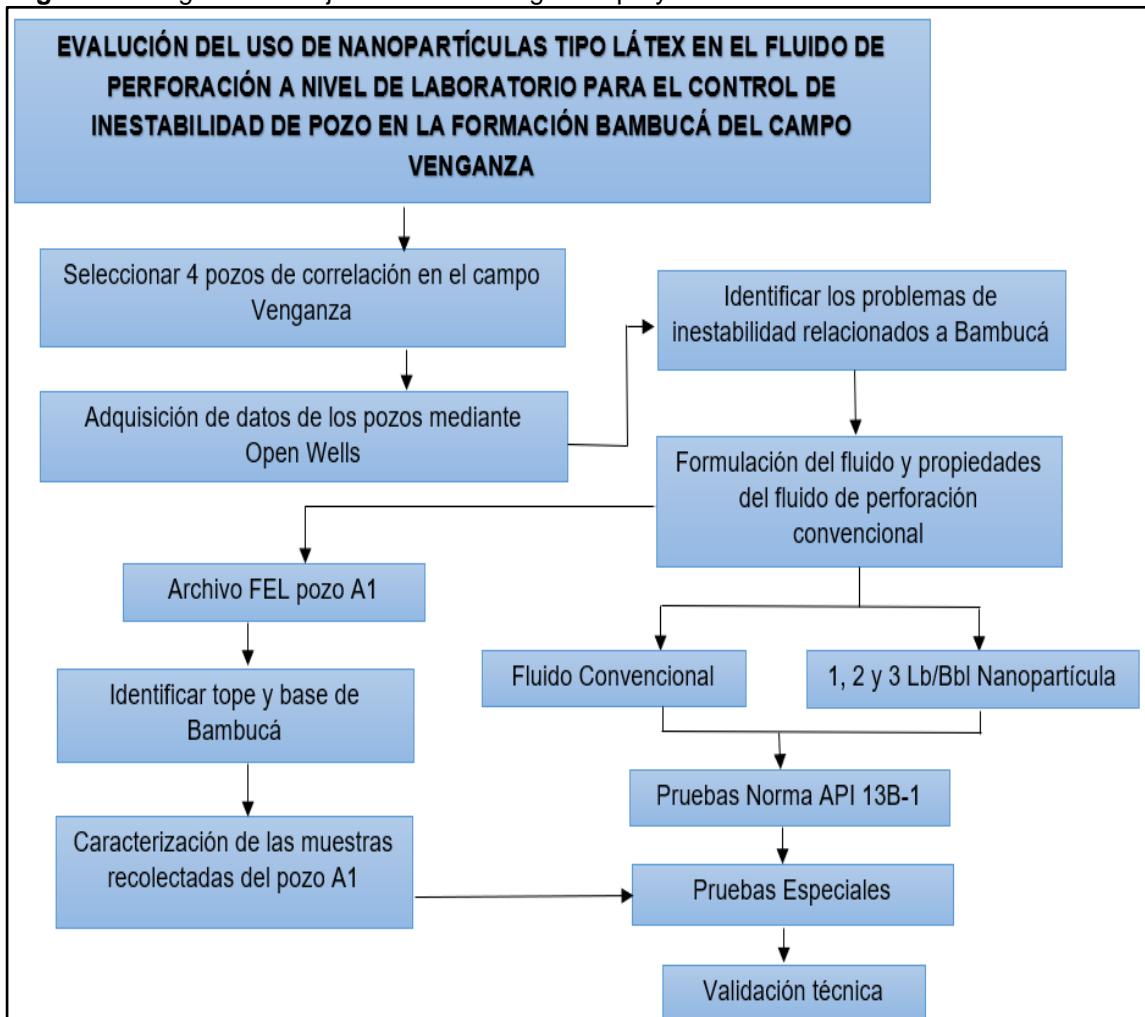 EVALUCIÓN DEL USO DE NANOPARTÍCULAS TIPO LÁTEX EN EL FLUIDO DE
PERFORACIÓN A NIVEL DE LABORATORIO PARA EL CONTROL DE
INESTABILIDAD DE POZO EN LA FORMACIÓN BAMBUCÁ DEL CAMPO
VENGANZA
Seleccionar 4 pozos de correlación en el campo
Venganza
Adquisición de datos de los pozos mediante
Open Wells
Identificar los problemas de
inestabilidad relacionados a Bambucá
Formulación del fluido y propiedades
del fluido de perforación
convencional
Archivo FEL pozo A1
Identificar tope y base de
Bambucá
Caracterización de las muestras
recolectadas del pozo A1
Fluido Convencional
1, 2 y 3 Lb/Bbl Nanopartícula
Pruebas Norma API 13B-1
Pruebas Especiales
Validación técnica